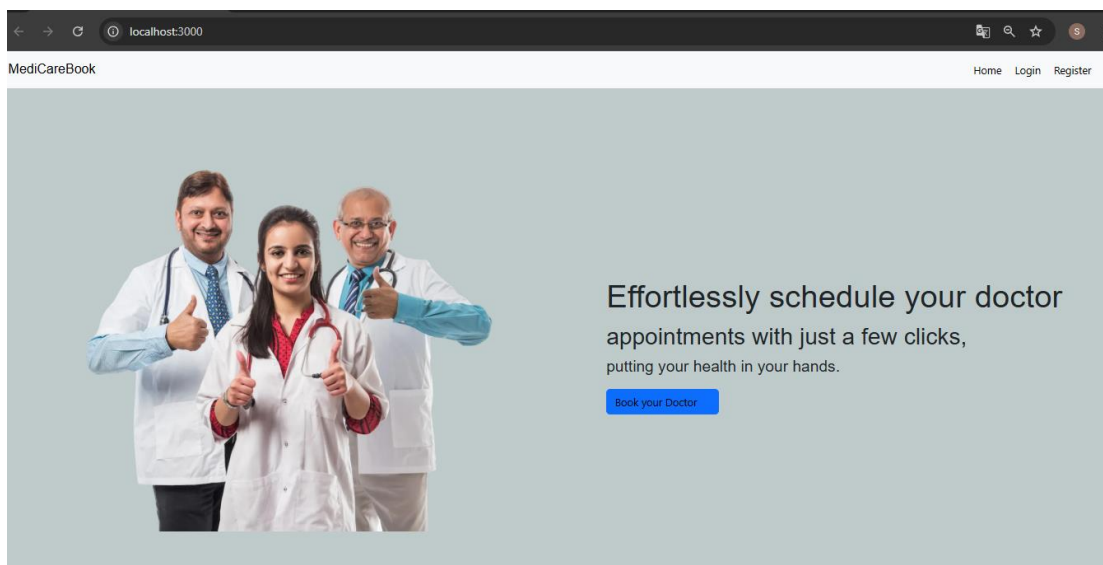 localhost:3000
S
MediCareBook
Home Login Register
Effortlessly schedule your doctor
appointments with just a few clicks,
putting your health in your hands.
Book your Doctor